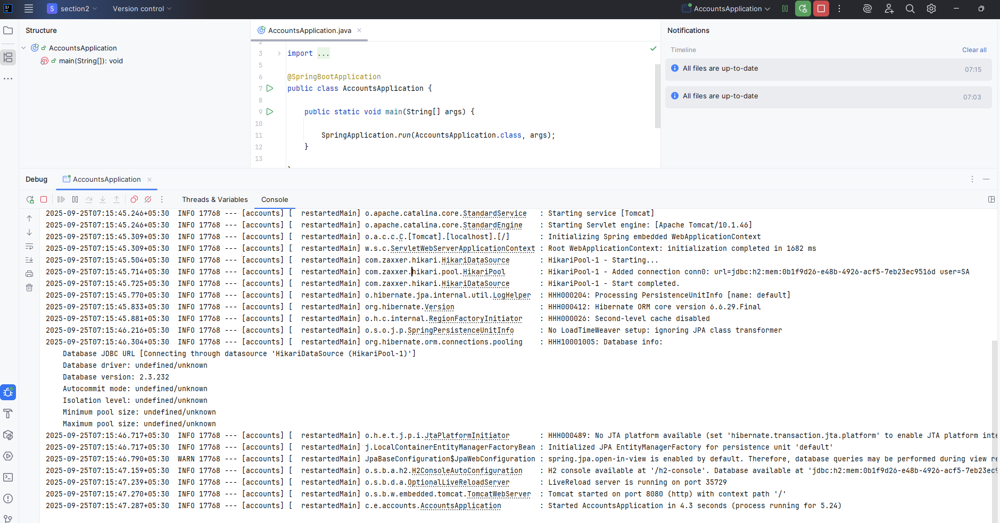 section2
Version control
AccountsApplication
Structure
AccountsApplication
main(String[]): void
AccountsApplication.java
2
3 import ...
5
6 @SpringBootApplication
7 public class AccountsApplication {
8
9 public static void main(String[] args) {
10
11 SpringApplication.run(AccountsApplication.class, args);
12 }
13
Notifications
Timeline
Clear all
All files are up-to-date 07:15
All files are up-to-date 07:03
Debug
AccountsApplication
Threads & Variables
Console
2025-09-25T07:15:45.246+05:30  INFO 17768 --- [accounts] [  restartedMain] o.apache.catalina.core.StandardService   : Starting service [Tomcat]
2025-09-25T07:15:45.246+05:30  INFO 17768 --- [accounts] [  restartedMain] o.apache.catalina.core.StandardEngine    : Starting Servlet engine: [Apache Tomcat/10.1.46]
2025-09-25T07:15:45.309+05:30  INFO 17768 --- [accounts] [  restartedMain] o.a.c.c.C.[Tomcat].[localhost].[/]       : Initializing Spring embedded WebApplicationContext
2025-09-25T07:15:45.309+05:30  INFO 17768 --- [accounts] [  restartedMain] w.s.c.ServletWebServerApplicationContext : Root WebApplicationContext: initialization completed in 1682 ms
2025-09-25T07:15:45.504+05:30  INFO 17768 --- [accounts] [  restartedMain] com.zaxxer.hikari.HikariDataSource       : HikariPool-1 - Starting...
2025-09-25T07:15:45.714+05:30  INFO 17768 --- [accounts] [  restartedMain] com.zaxxer.hikari.pool.HikariPool        : HikariPool-1 - Added connection conn0: url=jdbc:h2:mem:0b1f9d26-e48b-4926-acf5-7eb23ec9516d user=SA
2025-09-25T07:15:45.725+05:30  INFO 17768 --- [accounts] [  restartedMain] com.zaxxer.hikari.HikariDataSource       : HikariPool-1 - Start completed.
2025-09-25T07:15:45.770+05:30  INFO 17768 --- [accounts] [  restartedMain] o.hibernate.jpa.internal.util.LogHelper  : HHH000204: Processing PersistenceUnitInfo [name: default]
2025-09-25T07:15:45.833+05:30  INFO 17768 --- [accounts] [  restartedMain] org.hibernate.Version                    : HHH000412: Hibernate ORM core version 6.6.29.Final
2025-09-25T07:15:45.881+05:30  INFO 17768 --- [accounts] [  restartedMain] o.h.c.internal.RegionFactoryInitiator    : HHH000026: Second-level cache disabled
2025-09-25T07:15:46.216+05:30  INFO 17768 --- [accounts] [  restartedMain] o.s.o.j.p.SpringPersistenceUnitInfo      : No LoadTimeWeaver setup: ignoring JPA class transformer
2025-09-25T07:15:46.304+05:30  INFO 17768 --- [accounts] [  restartedMain] org.hibernate.orm.connections.pooling    : HHH10001005: Database info:
Database JDBC URL [Connecting through datasource 'HikariDataSource (HikariPool-1)']
Database driver: undefined/unknown
Database version: 2.3.232
Autocommit mode: undefined/unknown
Isolation level: undefined/unknown
Minimum pool size: undefined/unknown
Maximum pool size: undefined/unknown
2025-09-25T07:15:46.717+05:30  INFO 17768 --- [accounts] [  restartedMain] o.h.e.t.j.p.i.JtaPlatformInitiator       : HHH000489: No JTA platform available (set 'hibernate.transaction.jta.platform' to enable JTA platform inte
2025-09-25T07:15:46.717+05:30  INFO 17768 --- [accounts] [  restartedMain] j.LocalContainerEntityManagerFactoryBean : Initialized JPA EntityManagerFactory for persistence unit 'default'
2025-09-25T07:15:46.790+05:30  WARN 17768 --- [accounts] [  restartedMain] JpaBaseConfiguration$JpaWebConfiguration : spring.jpa.open-in-view is enabled by default. Therefore, database queries may be performed during view re
2025-09-25T07:15:47.159+05:30  INFO 17768 --- [accounts] [  restartedMain] o.s.b.a.h2.H2ConsoleAutoConfiguration    : H2 console available at '/h2-console'. Database available at 'jdbc:h2:mem:0b1f9d26-e48b-4926-acf5-7eb23ec9
2025-09-25T07:15:47.239+05:30  INFO 17768 --- [accounts] [  restartedMain] o.s.b.d.a.OptionalLiveReloadServer       : LiveReload server is running on port 35729
2025-09-25T07:15:47.270+05:30  INFO 17768 --- [accounts] [  restartedMain] o.s.b.w.embedded.tomcat.TomcatWebServer  : Tomcat started on port 8080 (http) with context path '/'
2025-09-25T07:15:47.287+05:30  INFO 17768 --- [accounts] [  restartedMain] c.e.accounts.AccountsApplication         : Started AccountsApplication in 4.3 seconds (process running for 5.24)